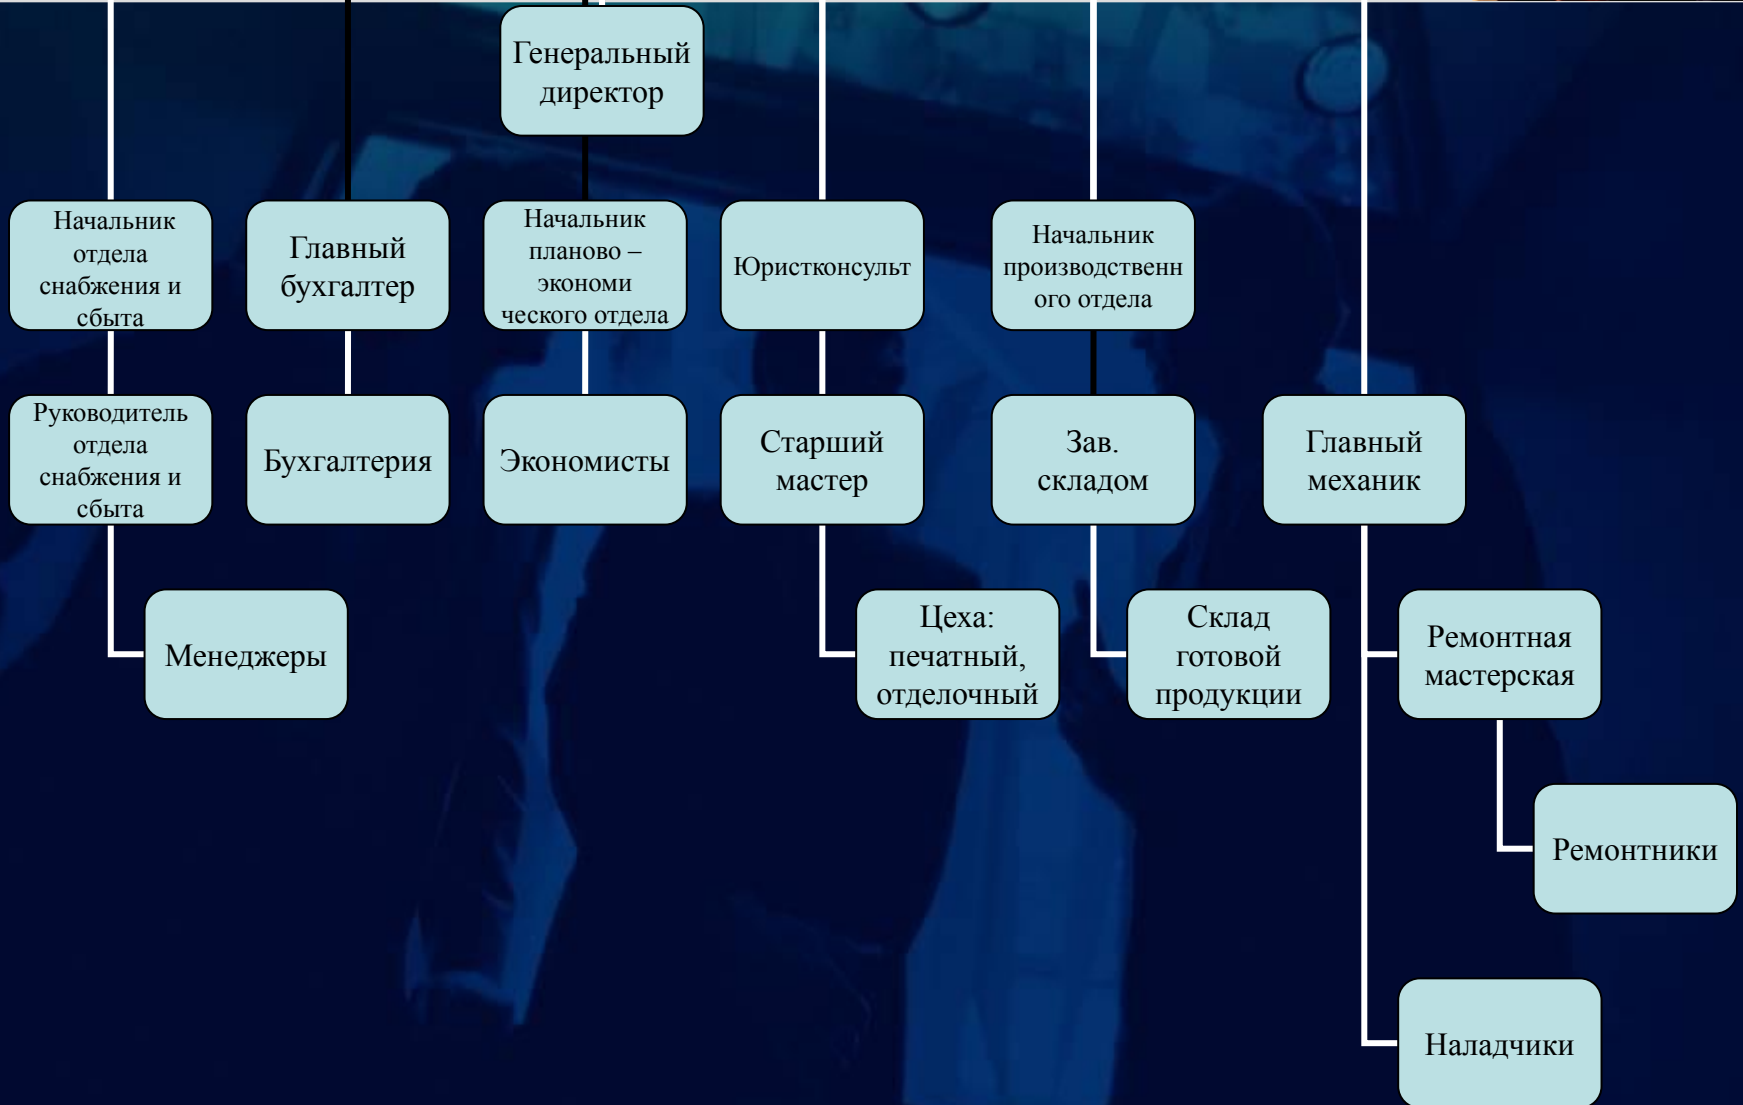 Генеральный
директор
Начальник
отдела
снабжения и
сбыта
Главный
бухгалтер
Начальник
планово –
экономи
ческого отдела
Юристконсульт
Начальник
производственн
ого отдела
Руководитель
отдела
снабжения и
сбыта
Бухгалтерия
Экономисты
Старший
мастер
Зав.
складом
Главный
механик
Менеджеры
Цеха:
печатный,
отделочный
Склад
готовой
продукции
Ремонтная
мастерская
Ремонтники
Наладчики